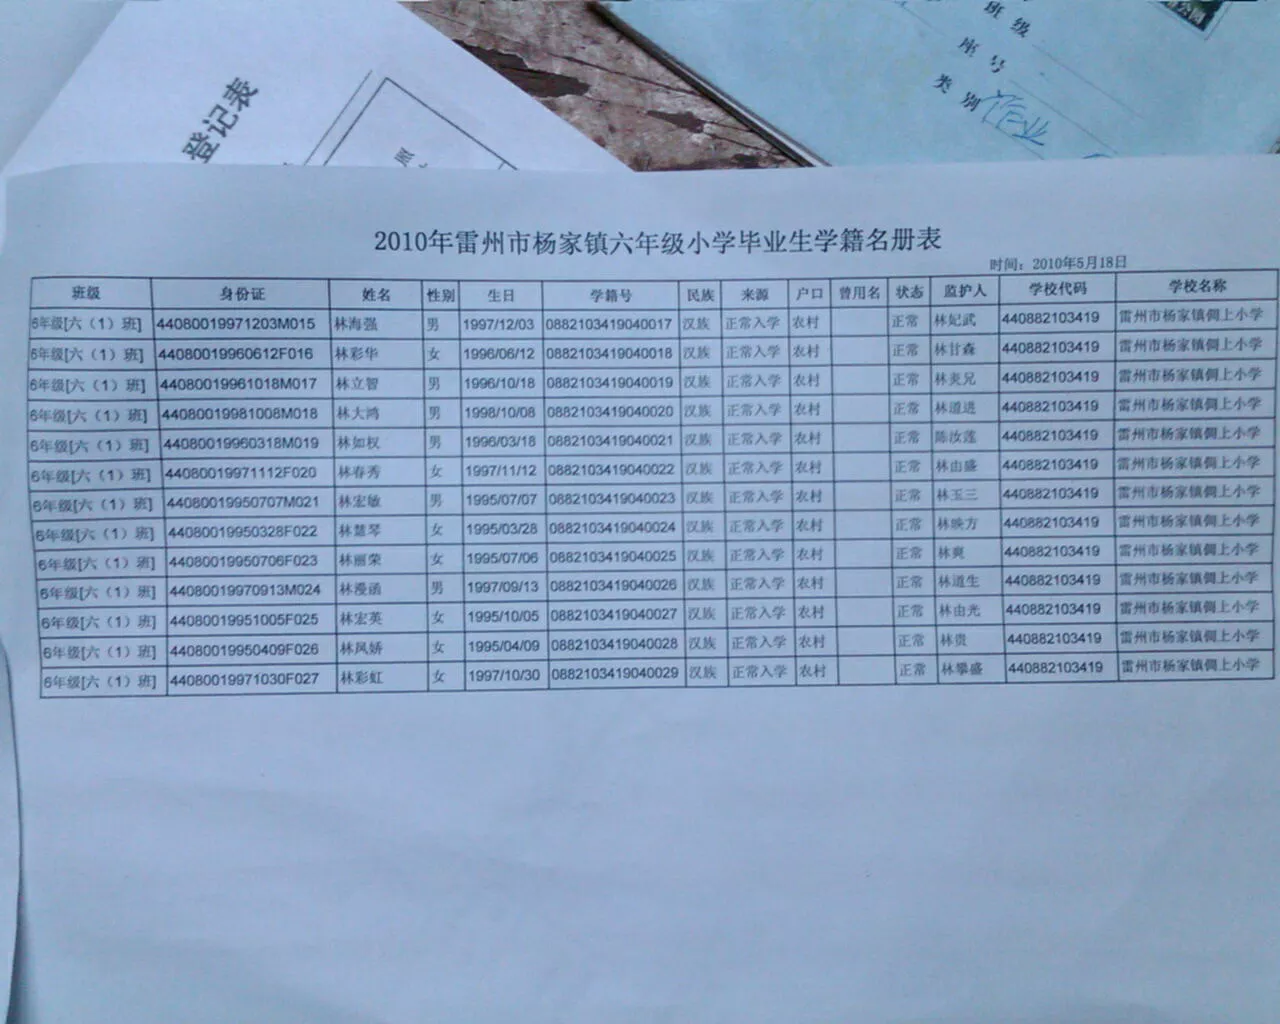 班级
座号
类别 作业
登记表
2010年雷州市杨家镇六年级小学毕业生学籍名册表
时间：2010年5月18日
班级 身份证 姓名 性别 生日 学籍号 民族 来源 户口 曾用名 状态 监护人 学校代码 学校名称
6年级[六（1）班] 44080019971203M015 林海强 男 1997/12/03 0882103419040017 汉族 正常入学 农村 正常 林妃武 440882103419 雷州市杨家镇倜上小学
6年级[六（1）班] 44080019960612F016 林彩华 女 1996/06/12 0882103419040018 汉族 正常入学 农村 正常 林甘森 440882103419 雷州市杨家镇倜上小学
6年级[六（1）班] 44080019961018M017 林立智 男 1996/10/18 0882103419040019 汉族 正常入学 农村 正常 林炎兄 440882103419 雷州市杨家镇倜上小学
6年级[六（1）班] 44080019981008M018 林大鸿 男 1998/10/08 0882103419040020 汉族 正常入学 农村 正常 林道进 440882103419 雷州市杨家镇倜上小学
6年级[六（1）班] 44080019960318M019 林如权 男 1996/03/18 0882103419040021 汉族 正常入学 农村 正常 陈汝莲 440882103419 雷州市杨家镇倜上小学
6年级[六（1）班] 44080019971112F020 林春秀 女 1997/11/12 0882103419040022 汉族 正常入学 农村 正常 林由盛 440882103419 雷州市杨家镇倜上小学
6年级[六（1）班] 44080019950707M021 林宏敏 男 1995/07/07 0882103419040023 汉族 正常入学 农村 正常 林玉三 440882103419 雷州市杨家镇倜上小学
6年级[六（1）班] 44080019950328F022 林慧琴 女 1995/03/28 0882103419040024 汉族 正常入学 农村 正常 林映方 440882103419 雷州市杨家镇倜上小学
6年级[六（1）班] 44080019950706F023 林丽荣 女 1995/07/06 0882103419040025 汉族 正常入学 农村 正常 林爽 440882103419 雷州市杨家镇倜上小学
6年级[六（1）班] 44080019970913M024 林漫函 男 1997/09/13 0882103419040026 汉族 正常入学 农村 正常 林道生 440882103419 雷州市杨家镇倜上小学
6年级[六（1）班] 44080019951005F025 林宏英 女 1995/10/05 0882103419040027 汉族 正常入学 农村 正常 林由光 440882103419 雷州市杨家镇倜上小学
6年级[六（1）班] 44080019950409F026 林凤娇 女 1995/04/09 0882103419040028 汉族 正常入学 农村 正常 林贵 440882103419 雷州市杨家镇倜上小学
6年级[六（1）班] 44080019971030F027 林彩虹 女 1997/10/30 0882103419040029 汉族 正常入学 农村 正常 林攀盛 440882103419 雷州市杨家镇倜上小学